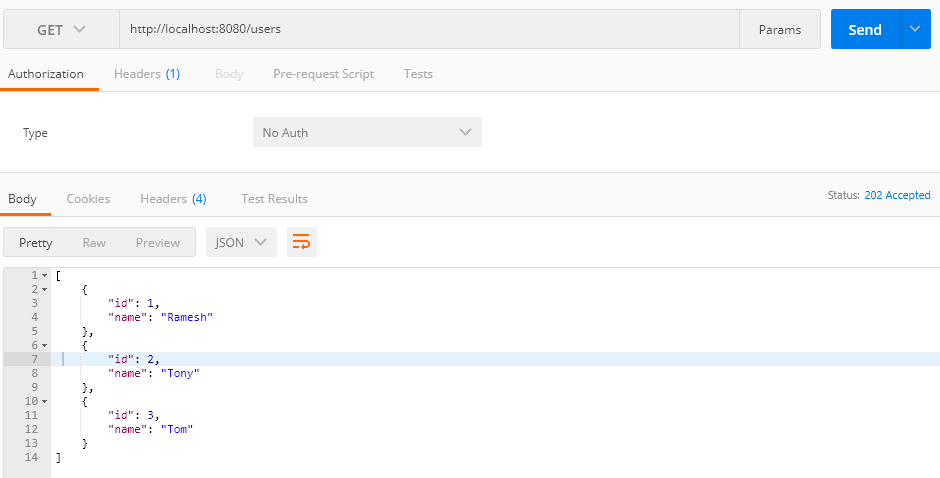 GET http://localhost:8080/users Params Send
Authorization Headers (1) Body Pre-request Script Tests
Type No Auth
Body Cookies Headers (4) Test Results Status: 202 Accepted
Pretty Raw Preview JSON
1 [
2 {
3 "id": 1,
4 "name": "Ramesh"
5 },
6 {
7 "id": 2,
8 "name": "Tony"
9 },
10 {
11 "id": 3,
12 "name": "Tom"
13 }
14 ]